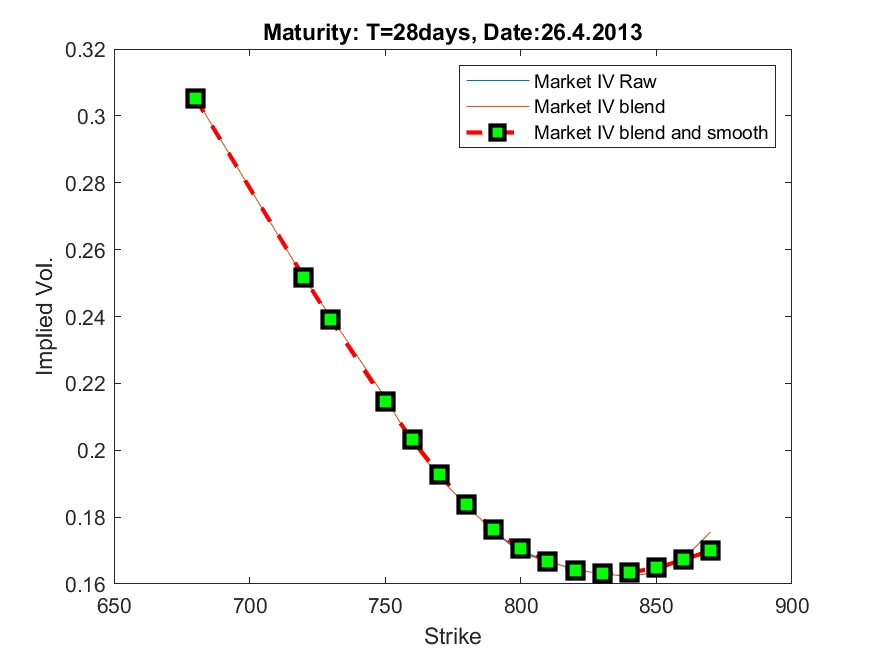 Maturity: T=28days, Date:26.4.2013
0.32
0.3
0.28
0.26
0.24
0.22
0.2
0.18
0.16
Implied Vol.
Market IV Raw
Market IV blend
Market IV blend and smooth
650 700 750 800 850 900
Strike